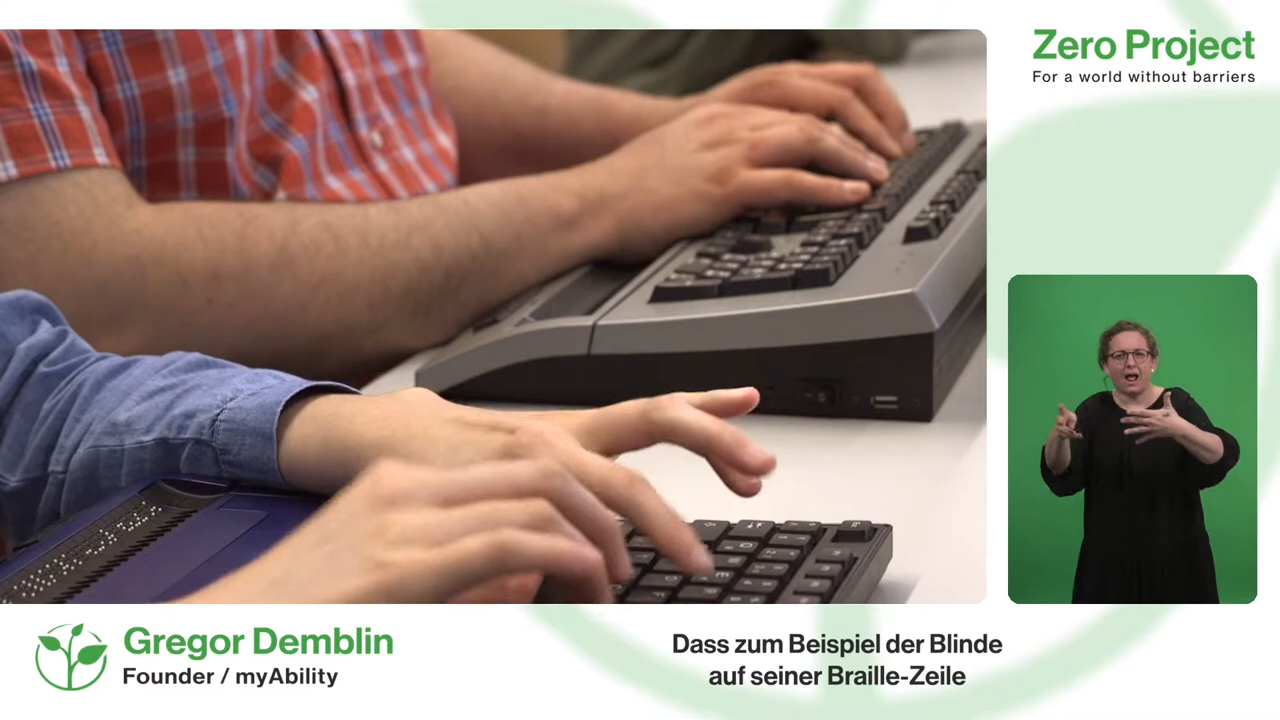 Zero Project
For a world without barriers
Gregor Demblin
Founder / myAbility
Dass zum Beispiel der Blinde
auf seiner Braille-Zeile